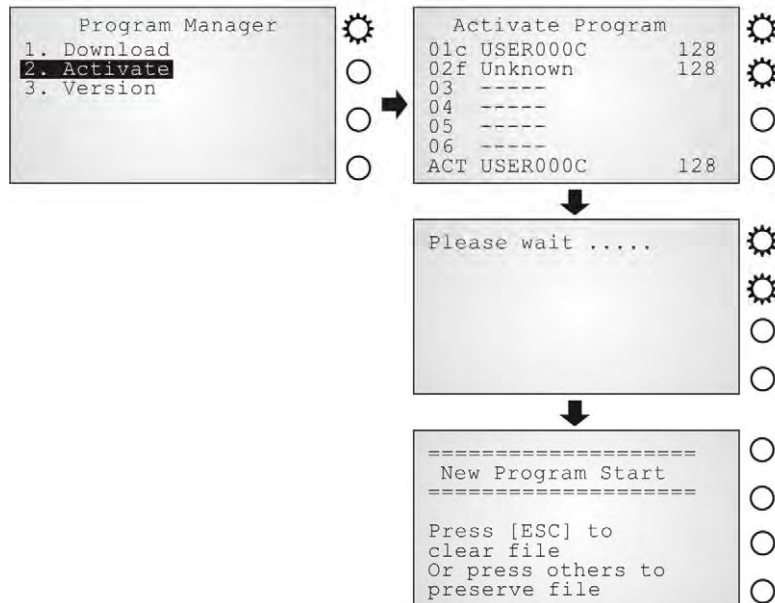 Program Manager
1. Download
2. Activate
3. Version
Activate Program
01c USER000C 128
02f Unknown 128
03 -----
04 -----
05 -----
06 -----
ACT USER000C 128
Please wait .....
====================
New Program Start
====================
Press [ESC] to
clear file
Or press others to
preserve file